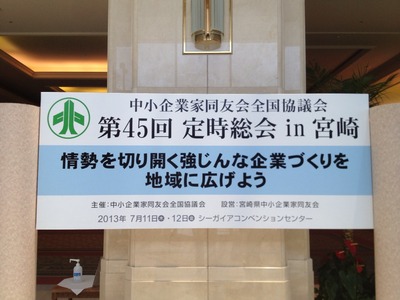 中小企業家同友会全国協議会
第45回 定時総会 in 宮崎
情勢を切り開く強じんな企業づくりを
地域に広げよう
主催:中小企業家同友会全国協議会 設営:宮崎県中小企業家同友会
2013年 7月11日㊍・12日㊎ シーガイアコンベンションセンター